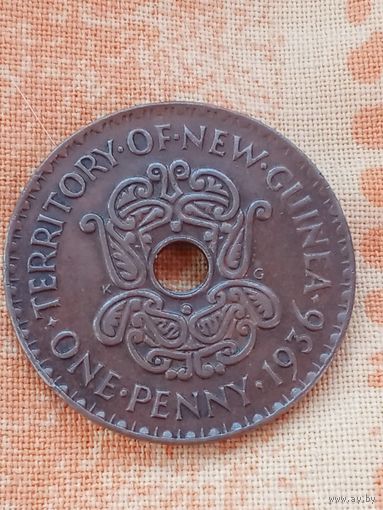 TERRITORY·OF·NEW·GUINEA·
ONE·PENNY·1936
K G
S
www.ay.by